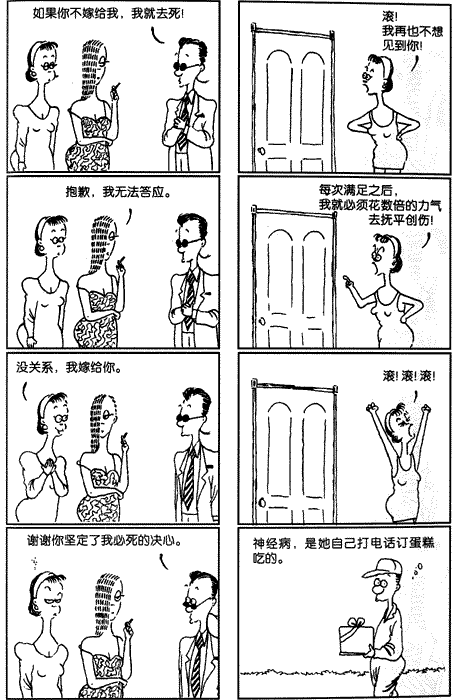 如果你不嫁给我，我就去死！
抱歉，我无法答应。
没关系，我嫁给你。
谢谢你坚定了我必死的决心。
滚！
我再也不想
见到你！
每次满足之后，
我就必须花数倍的力气
去抚平创伤！
滚！滚！滚！
神经病，是她自己打电话订蛋糕
吃的。